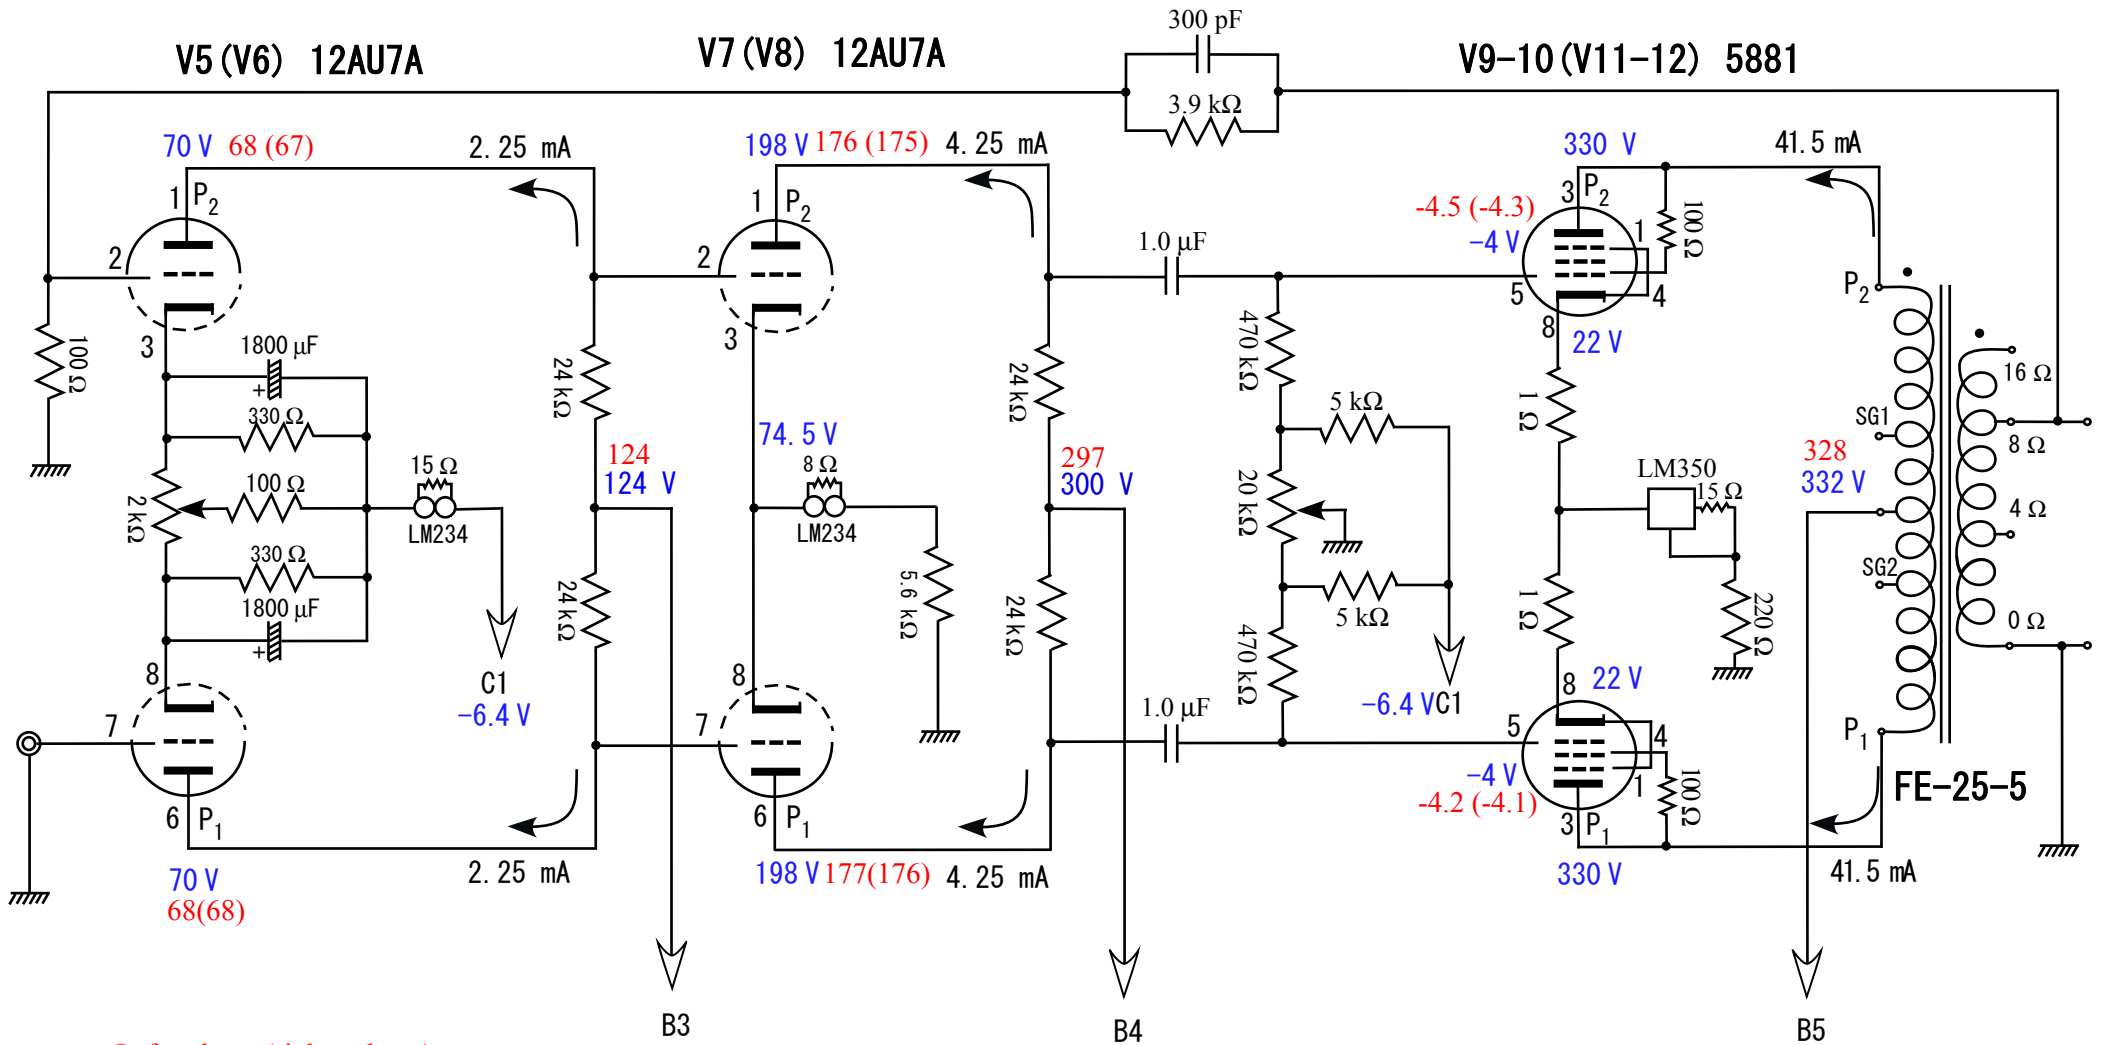 300 pF
V5(V6) 12AU7A
V7(V8) 12AU7A
V9-10(V11-12) 5881
3.9 kΩ
70 V 68 (67)
2.25 mA
198 V 176 (175)
4.25 mA
330 V
41.5 mA
1 P2
1 P2
3 P2
-4.5 (-4.3)
-4 V
1
100 Ω
2
2
1.0 µF
5
4
P2
3
3
8
22 V
100 Ω
1800 µF
+
24 kΩ
24 kΩ
470 kΩ
16 Ω
330 Ω
5 kΩ
1 Ω
SG1
74.5 V
8 Ω
8 Ω
124
124 V
297
300 V
328
332 V
15 Ω
100 Ω
2 kΩ
LM234
LM234
20 kΩ
LM350
15 Ω
4 Ω
330 Ω
1800 µF
+
24 kΩ
5.6 kΩ
24 kΩ
5 kΩ
470 kΩ
1 Ω
220 Ω
SG2
0 Ω
8
C1
-6.4 V
8
-6.4 V C1
8
22 V
7
7
1.0 µF
5
4
P1
-4 V
-4.2 (-4.1)
1
100 Ω
FE-25-5
6 P1
6 P1
3 P1
2.25 mA
4.25 mA
41.5 mA
70 V
68(68)
198 V 177(176)
330 V
B3
B4
B5